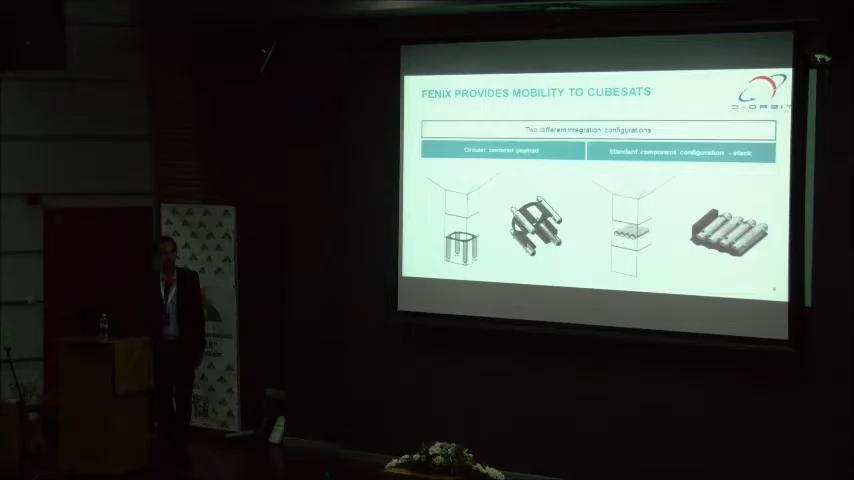 FENIX PROVIDES MOBILITY TO CUBESATS
D-ORBIT
Two different integration configurations
Circular centered payload
Standard component configuration - stack